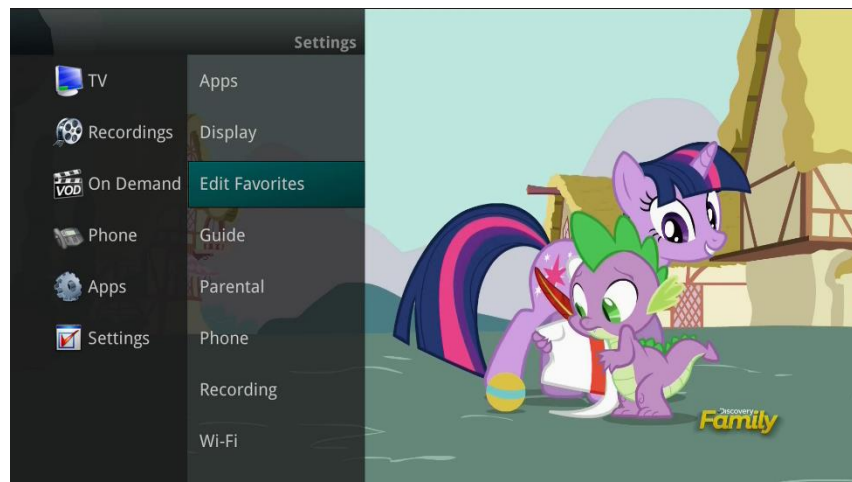 Settings
TV
Recordings
VOD
On Demand
Phone
Apps
Settings
Apps
Display
Edit Favorites
Guide
Parental
Phone
Recording
Wi-Fi
Discovery
Family